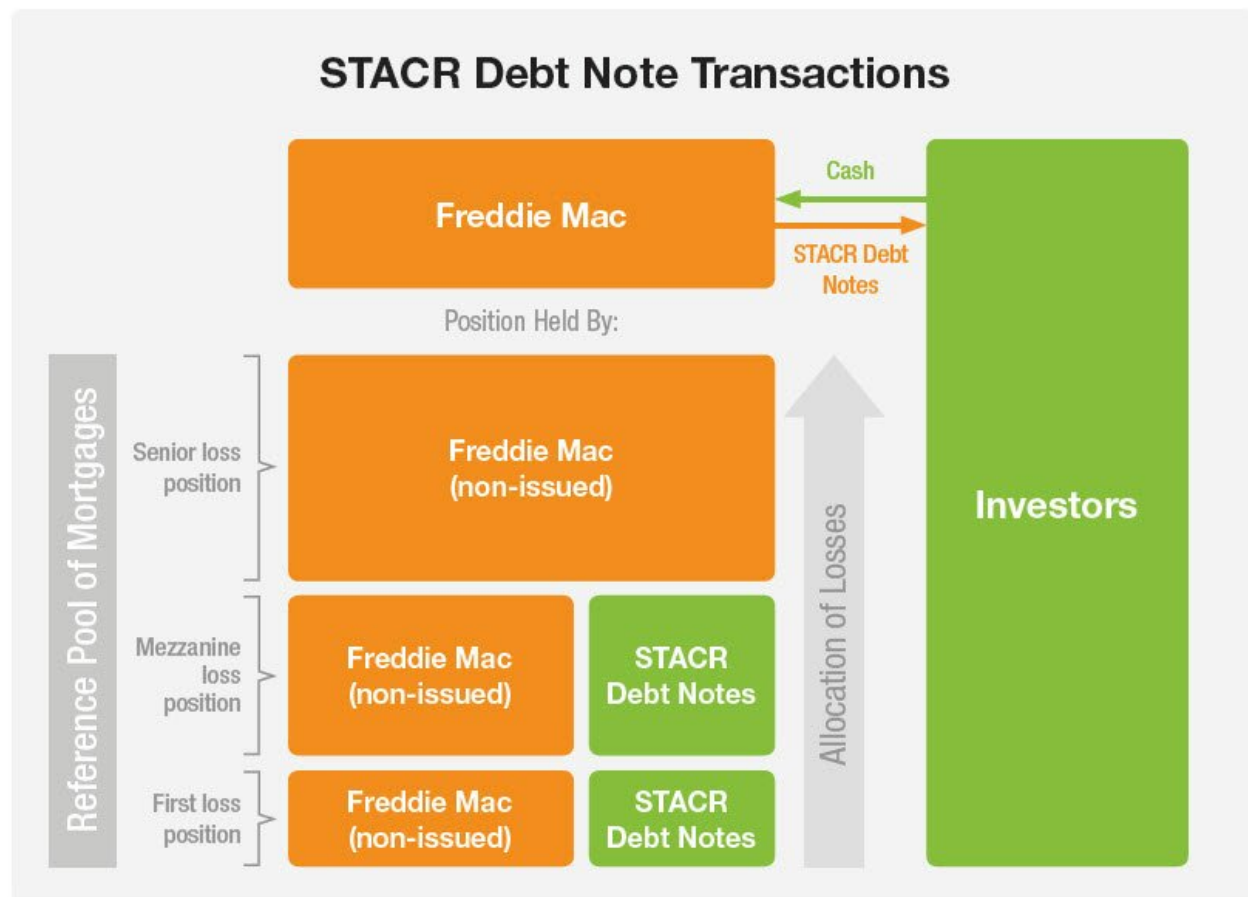 STACR Debt Note Transactions
Freddie Mac
Cash
STACR Debt
Notes
Investors
Position Held By:
Reference Pool of Mortgages
Senior loss
position
Freddie Mac
(non-issued)
Allocation of Losses
Mezzanine
loss
position
Freddie Mac
(non-issued)
STACR
Debt Notes
First loss
position
Freddie Mac
(non-issued)
STACR
Debt Notes